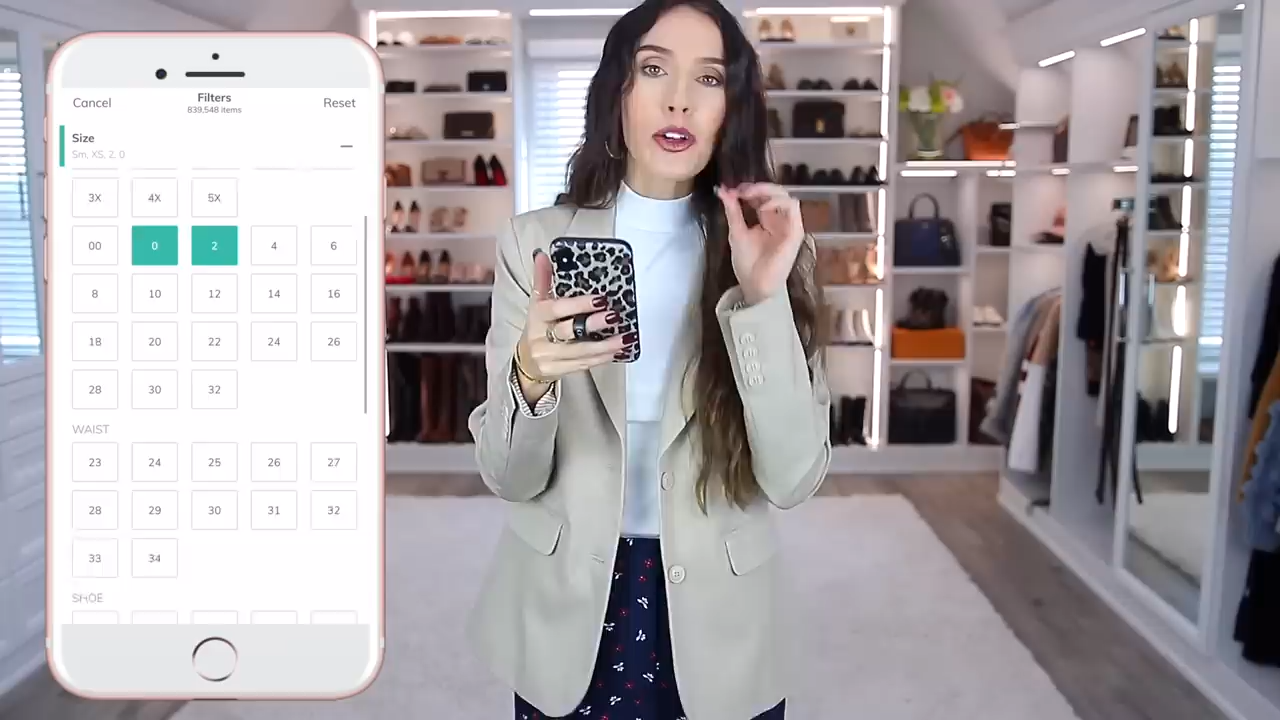 Cancel Filters Reset
839,548 items
Size
Sm, XS, 2, 0
3X 4X 5X
00 0 2 4 6
8 10 12 14 16
18 20 22 24 26
28 30 32
WAIST
23 24 25 26 27
28 29 30 31 32
33 34
SHOE